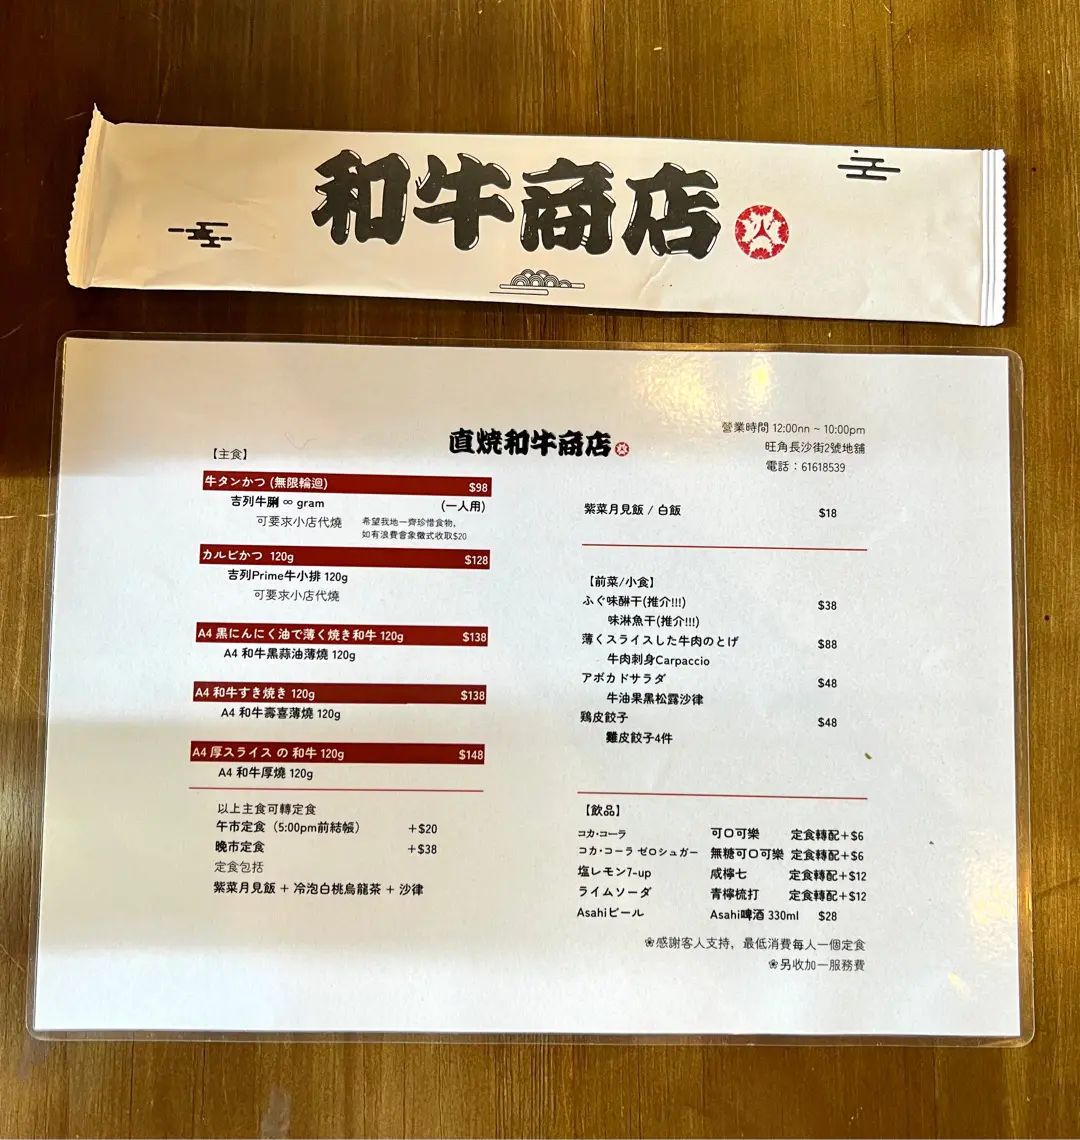 和牛商店
火
直焼和牛商店
営業時間 12:00nn ~ 10:00pm
旺角長沙街2號地舖
電話：61618539
【主食】
牛タンかつ (無限輪迴) $98
吉列牛脷 ∞ gram (一人用)
可要求小店代燒
希望我地一齊珍惜食物，
如有浪費會象徵式收取$20
カルビかつ 120g $128
吉列Prime牛小排 120g
可要求小店代燒
A4 黒にんにく油で薄く焼き和牛 120g $138
A4 和牛黑蒜油薄燒 120g
A4 和牛すき焼き 120g $138
A4 和牛壽喜薄燒 120g
A4 厚スライス の 和牛 120g $148
A4 和牛厚燒 120g
以上主食可轉定食
午市定食（5:00pm前結帳） +$20
晚市定食 +$38
定食包括
紫菜月見飯 + 冷泡白桃烏龍茶 + 沙律
紫菜月見飯 / 白飯 $18
【前菜/小食】
ふぐ味醂干(推介!!!) $38
味淋魚干(推介!!!)
薄くスライスした牛肉のとげ $88
牛肉刺身Carpaccio
アボカドサラダ $48
牛油果黑松露沙律
鶏皮餃子 $48
雞皮餃子4件
【飲品】
コカ・コーラ 可口可樂 定食轉配+$6
コカ・コーラ ゼロシュガー 無糖可口可樂 定食轉配+$6
塩レモン7-up 咸檸七 定食轉配+$12
ライムソーダ 青檸梳打 定食轉配+$12
Asahiビール Asahi啤酒 330ml $28
❀感謝客人支持，最低消費每人一個定食
❀另收加一服務費